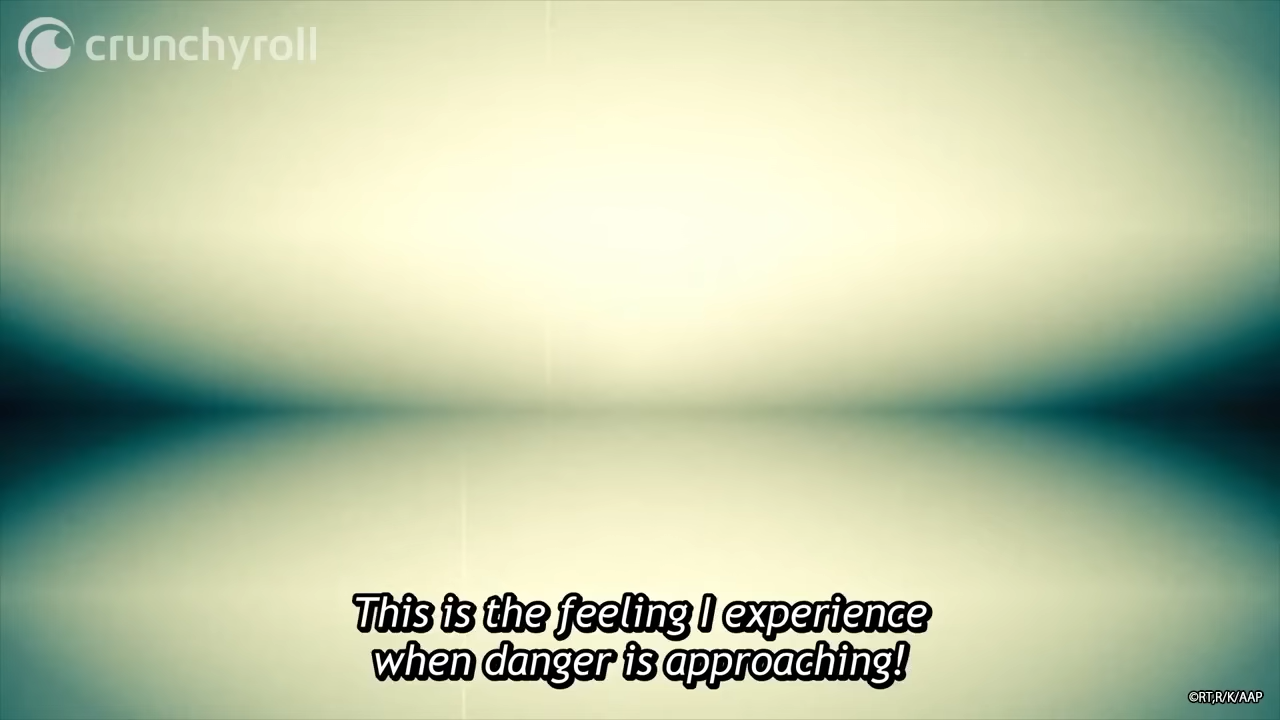 crunchyroll
This is the feeling I experience
when danger is approaching!
©RT,R/K/AAP